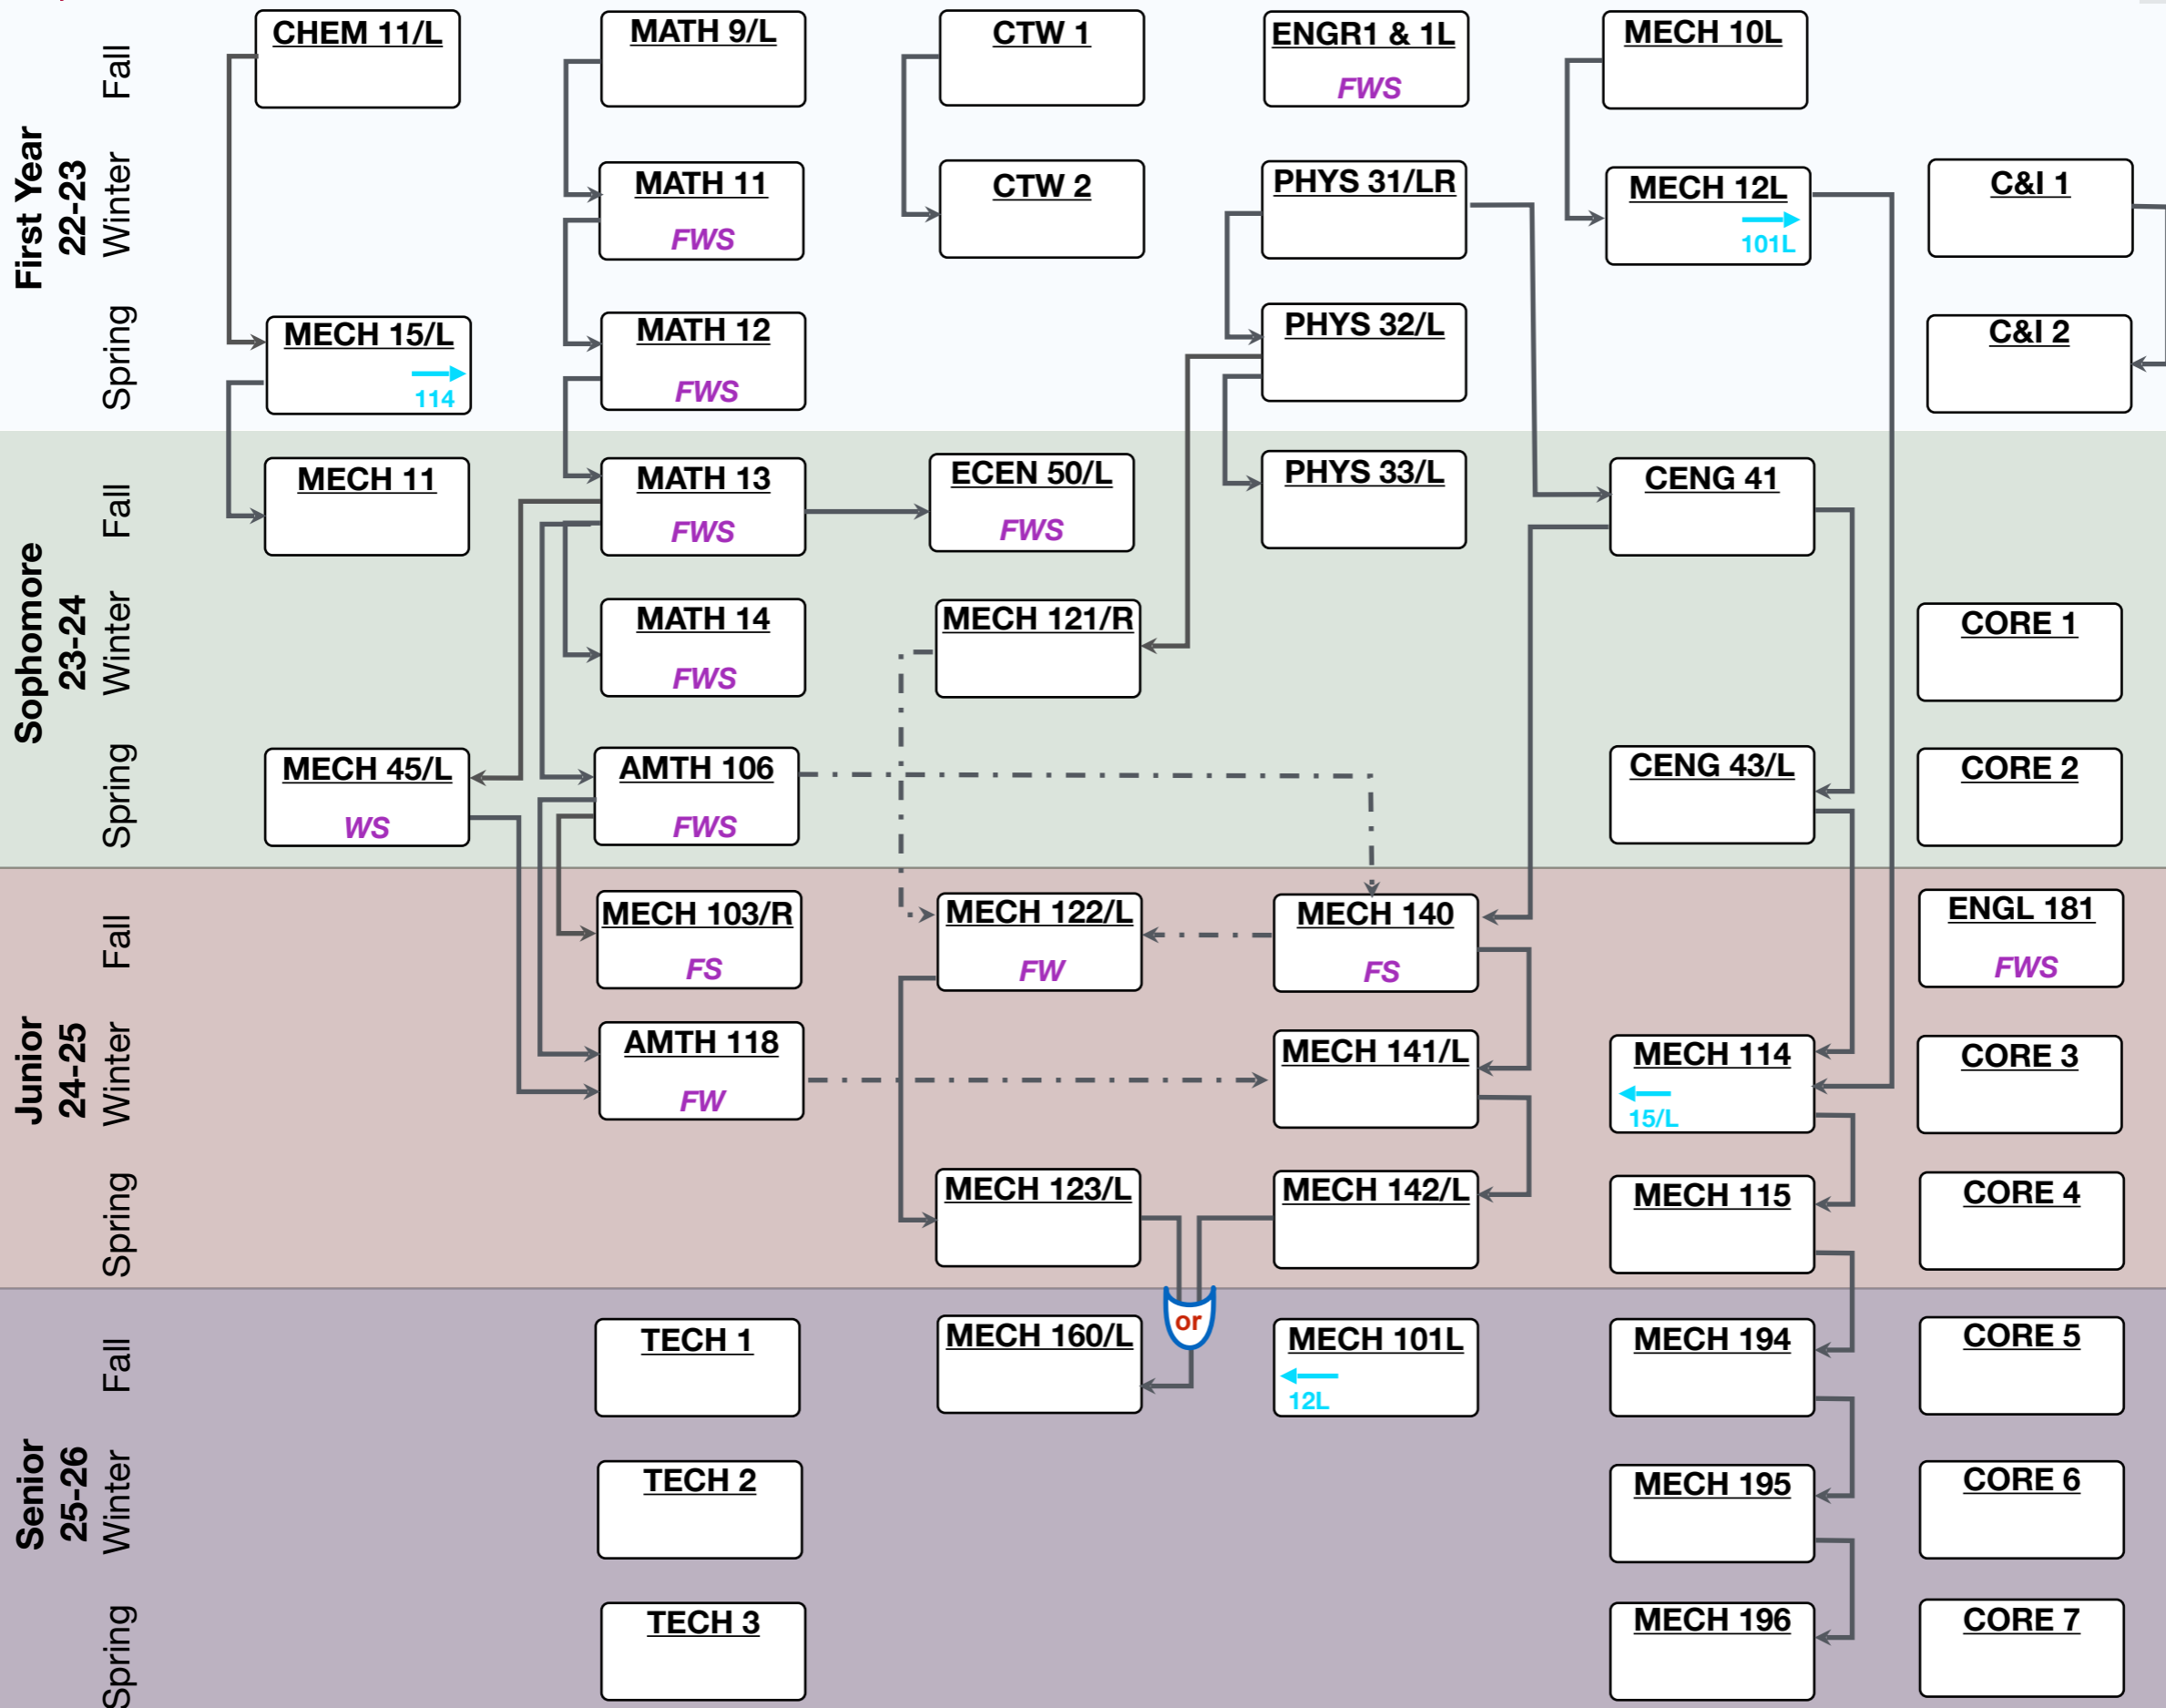 First Year
22-23
Fall
CHEM 11/L
MATH 9/L
CTW 1
ENGR1 & 1L
FWS
MECH 10L
Winter
MATH 11
FWS
CTW 2
PHYS 31/LR
MECH 12L
101L
C&I 1
Spring
MECH 15/L
114
MATH 12
FWS
PHYS 32/L
C&I 2
Sophomore
23-24
Fall
MECH 11
MATH 13
FWS
ECEN 50/L
FWS
PHYS 33/L
CENG 41
Winter
MATH 14
FWS
MECH 121/R
CORE 1
Spring
MECH 45/L
WS
AMTH 106
FWS
CENG 43/L
CORE 2
Junior
24-25
Fall
MECH 103/R
FS
MECH 122/L
FW
MECH 140
FS
ENGL 181
FWS
Winter
AMTH 118
FW
MECH 141/L
MECH 114
15/L
CORE 3
Spring
MECH 123/L
MECH 142/L
MECH 115
CORE 4
Senior
25-26
Fall
TECH 1
MECH 160/L
or
MECH 101L
12L
MECH 194
CORE 5
Winter
TECH 2
MECH 195
CORE 6
Spring
TECH 3
MECH 196
CORE 7